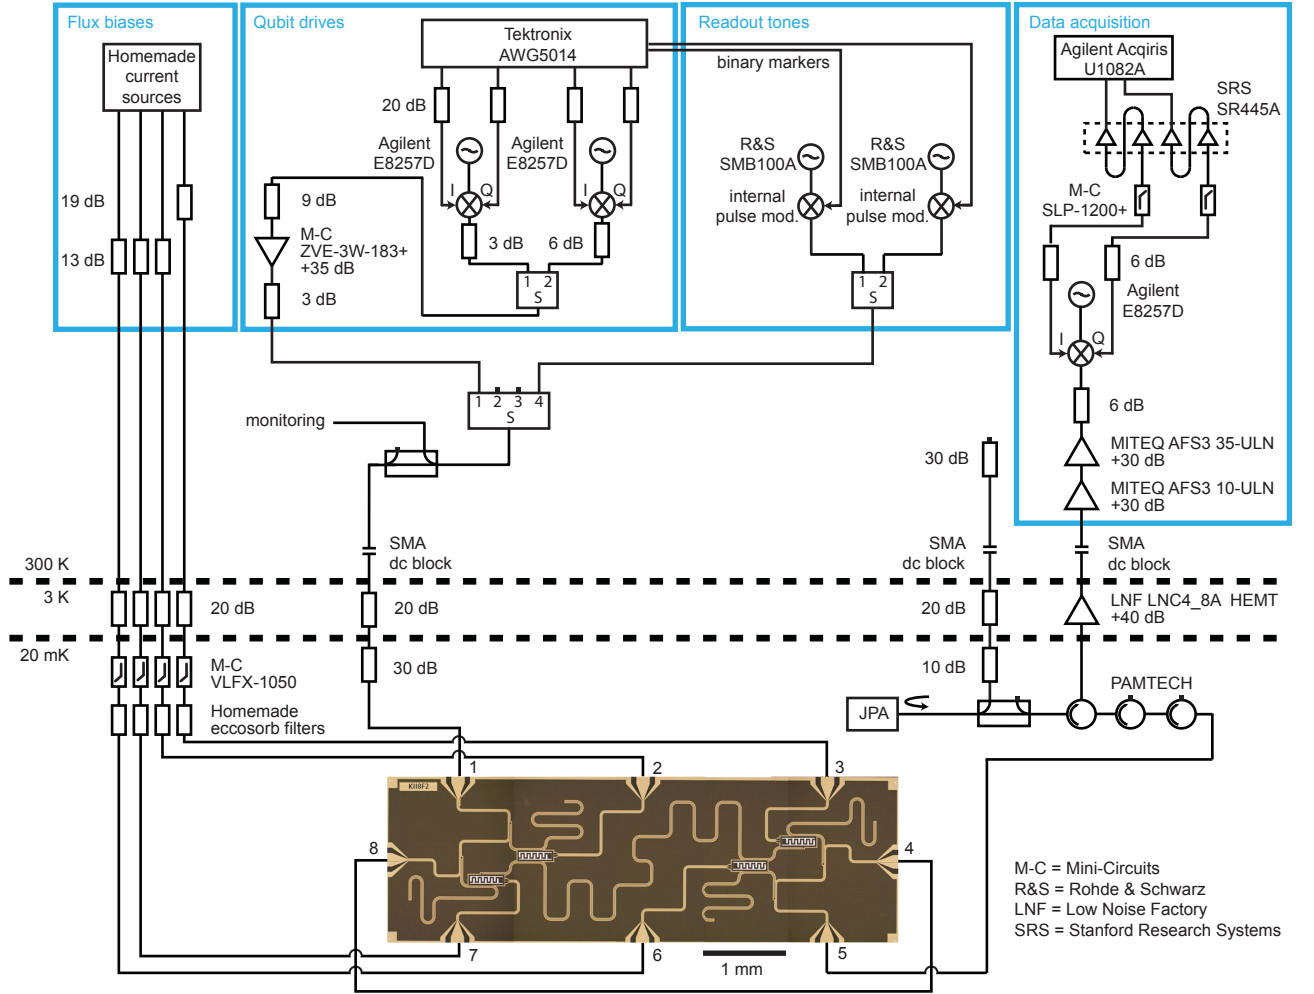 Flux biases
Homemade
current
sources
19 dB
13 dB
Qubit drives
Tektronix
AWG5014
20 dB
Agilent
E8257D
Agilent
E8257D
I
Q
I
Q
9 dB
M-C
ZVE-3W-183+
+35 dB
3 dB
3 dB
6 dB
1 2
S
Readout tones
binary markers
R&S
SMB100A
R&S
SMB100A
internal
pulse mod.
internal
pulse mod.
1 2
S
Data acquisition
Agilent Acqiris
U1082A
SRS
SR445A
M-C
SLP-1200+
6 dB
Agilent
E8257D
I
Q
6 dB
MITEQ AFS3 35-ULN
+30 dB
MITEQ AFS3 10-ULN
+30 dB
1 2 3 4
S
monitoring
30 dB
SMA
dc block
SMA
dc block
SMA
dc block
300 K
3 K
20 dB
20 dB
20 dB
LNF LNC4_8A HEMT
+40 dB
20 mK
M-C
VLFX-1050
30 dB
10 dB
Homemade
eccosorb filters
JPA
PAMTECH
1
2
3
KII8F2
8
4
7
6
5
1 mm
M-C = Mini-Circuits
R&S = Rohde & Schwarz
LNF = Low Noise Factory
SRS = Stanford Research Systems